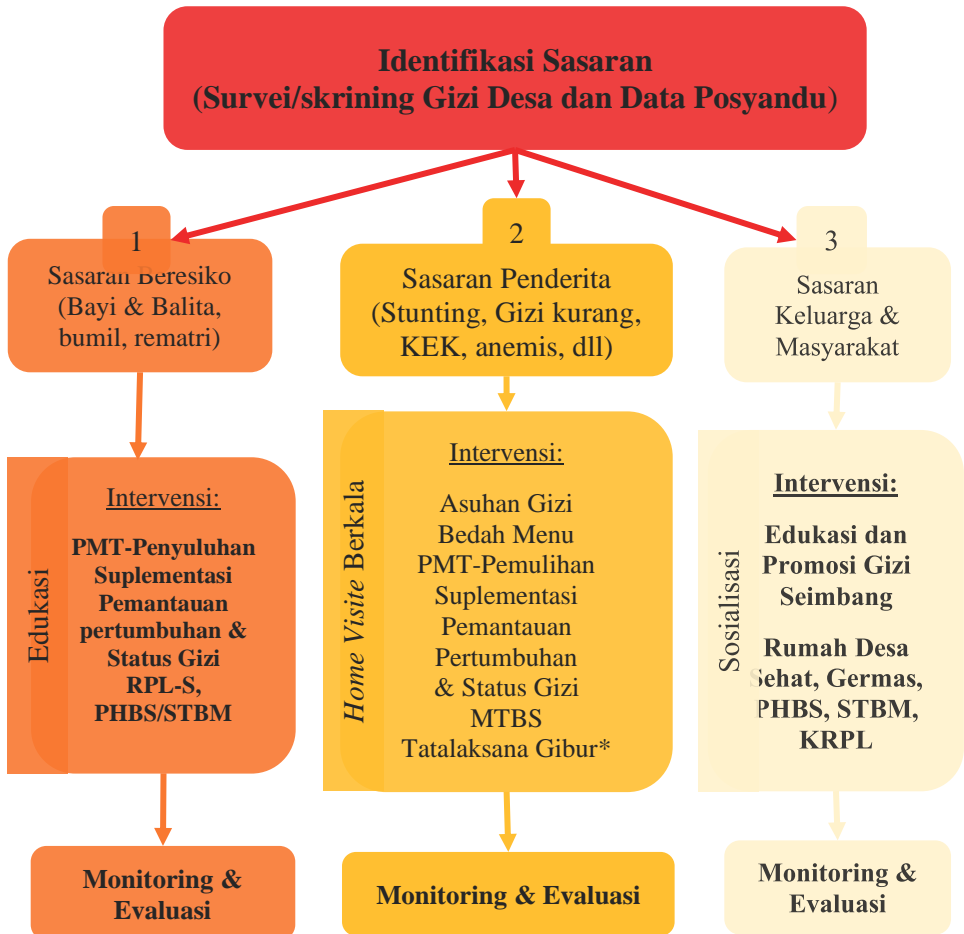 Identifikasi Sasaran
(Survei/skrining Gizi Desa dan Data Posyandu)
1
Sasaran Beresiko
(Bayi & Balita,
bumil, rematri)
Edukasi
Intervensi:
PMT-Penyuluhan
Suplementasi
Pemantauan
pertumbuhan &
Status Gizi
RPL-S,
PHBS/STBM
Monitoring &
Evaluasi
2
Sasaran Penderita
(Stunting, Gizi kurang,
KEK, anemis, dll)
Home Visite Berkala
Intervensi:
Asuhan Gizi
Bedah Menu
PMT-Pemulihan
Suplementasi
Pemantauan
Pertumbuhan
& Status Gizi
MTBS
Tatalaksana Gibur*
Monitoring & Evaluasi
3
Sasaran
Keluarga &
Masyarakat
Sosialisasi
Intervensi:
Edukasi dan
Promosi Gizi
Seimbang
Rumah Desa
Sehat, Germas,
PHBS, STBM,
KRPL
Monitoring &
Evaluasi